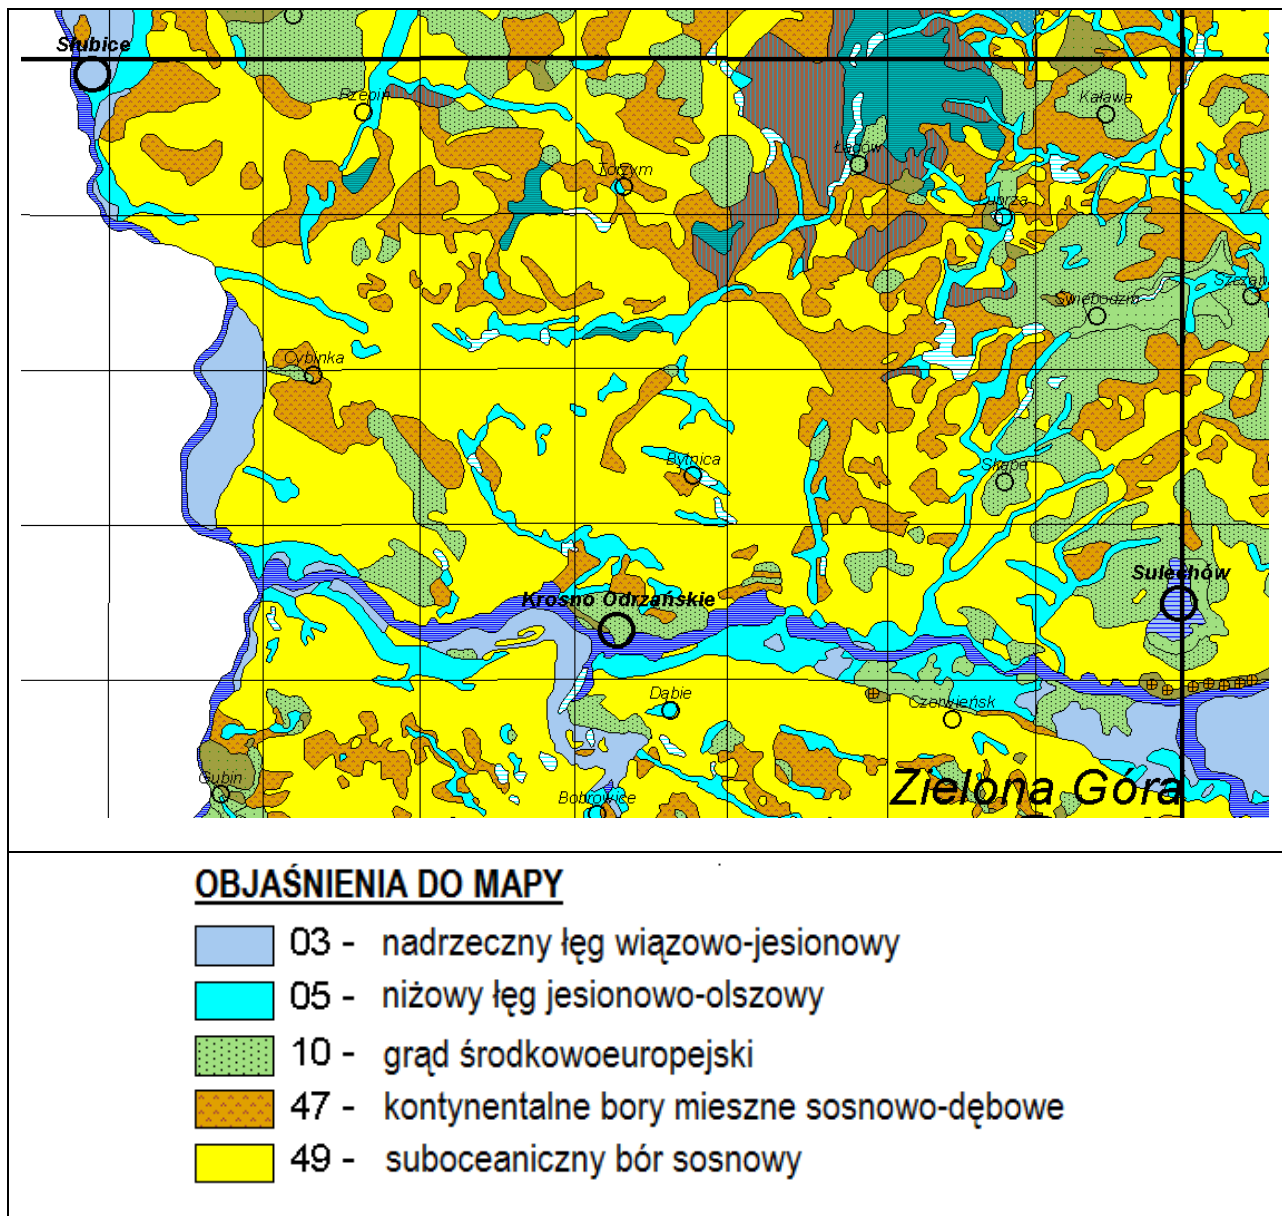 Słubice
Rzepin
Kaława
Torzym
Łagów
Lubrza
Świebodzin
Cybinka
Bytnica
Skąpe
Sulechów
Krosno Odrzańskie
Dąbie
Czerwieńsk
Gubin
Bobrowice
Zielona Góra
OBJAŚNIENIA DO MAPY
03 - nadrzeczny łęg wiązowo-jesionowy
05 - niżowy łęg jesionowo-olszowy
10 - grąd środkowoeuropejski
47 - kontynentalne bory mieszne sosnowo-dębowe
49 - suboceaniczny bór sosnowy